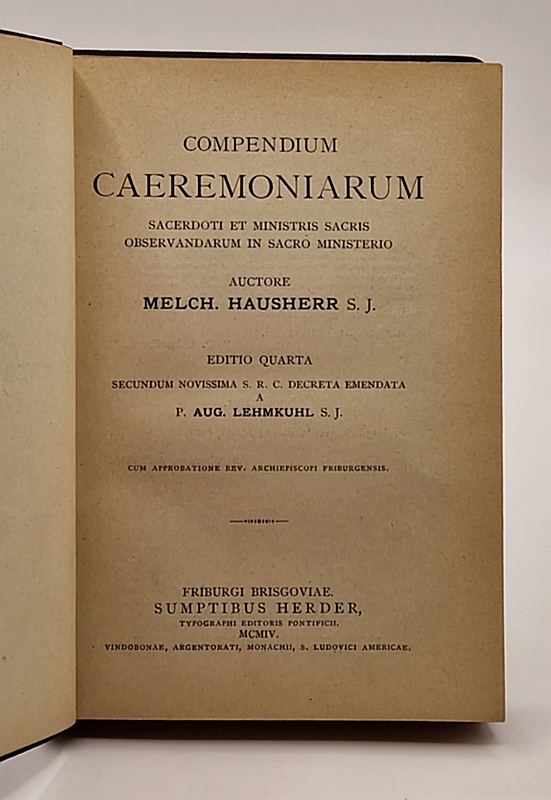 COMPENDIUM
CAEREMONIARUM
SACERDOTI ET MINISTRIS SACRIS
OBSERVANDARUM IN SACRO MINISTERIO
AUCTORE
MELCH. HAUSHERR S. J.
EDITIO QUARTA
SECUNDUM NOVISSIMA S. R. C. DECRETA EMENDATA
A
P. AUG. LEHMKUHL S. J.
CUM APPROBATIONE REV. ARCHIEPISCOPI FRIBURGENSIS.
FRIBURGI BRISGOVIAE.
SUMPTIBUS HERDER,
TYPOGRAPHI EDITORIS PONTIFICII.
MCMIV.
VINDOBONAE, ARGENTORATI, MONACHII, S. LUDOVICI AMERICAE.